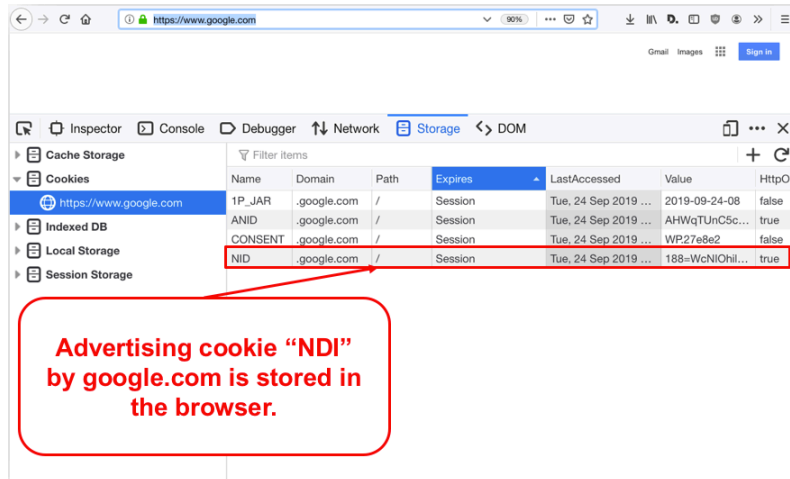 https://www.google.com 90%
Gmail Images Sign in
Inspector Console Debugger Network Storage DOM
Cache Storage Filter items
Cookies Name Domain Path Expires LastAccessed Value HttpO
https://www.google.com 1P_JAR .google.com / Session Tue, 24 Sep 2019 ... 2019-09-24-08 false
Indexed DB ANID .google.com / Session Tue, 24 Sep 2019 ... AHWqTUnC5c... true
CONSENT .google.com / Session Tue, 24 Sep 2019 ... WP.27e8e2 false
Local Storage NID .google.com / Session Tue, 24 Sep 2019 ... 188=WcNIOhiI... true
Session Storage
Advertising cookie “NDI”
by google.com is stored in
the browser.